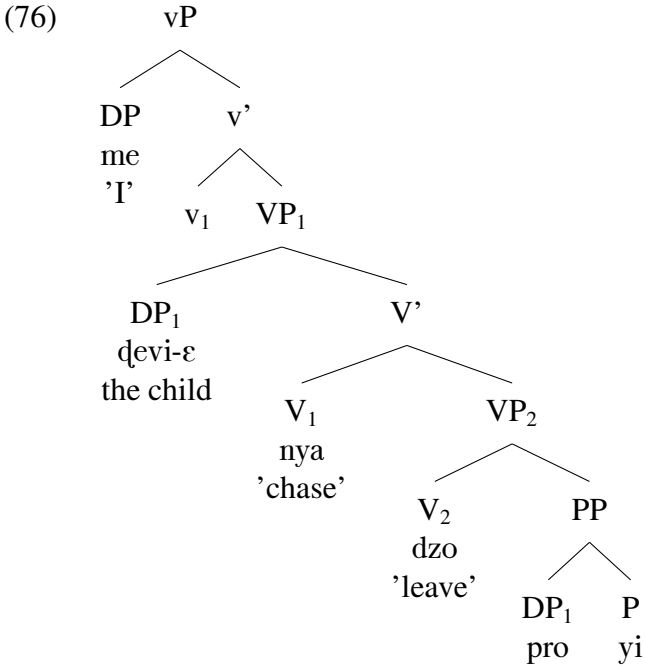 (76) vP
DP v’
me
’I’
v₁ VP₁
DP₁ V’
ɖevi-ɛ
the child
V₁ VP₂
nya
’chase’
V₂ PP
dzo
’leave’
DP₁ P
pro yi